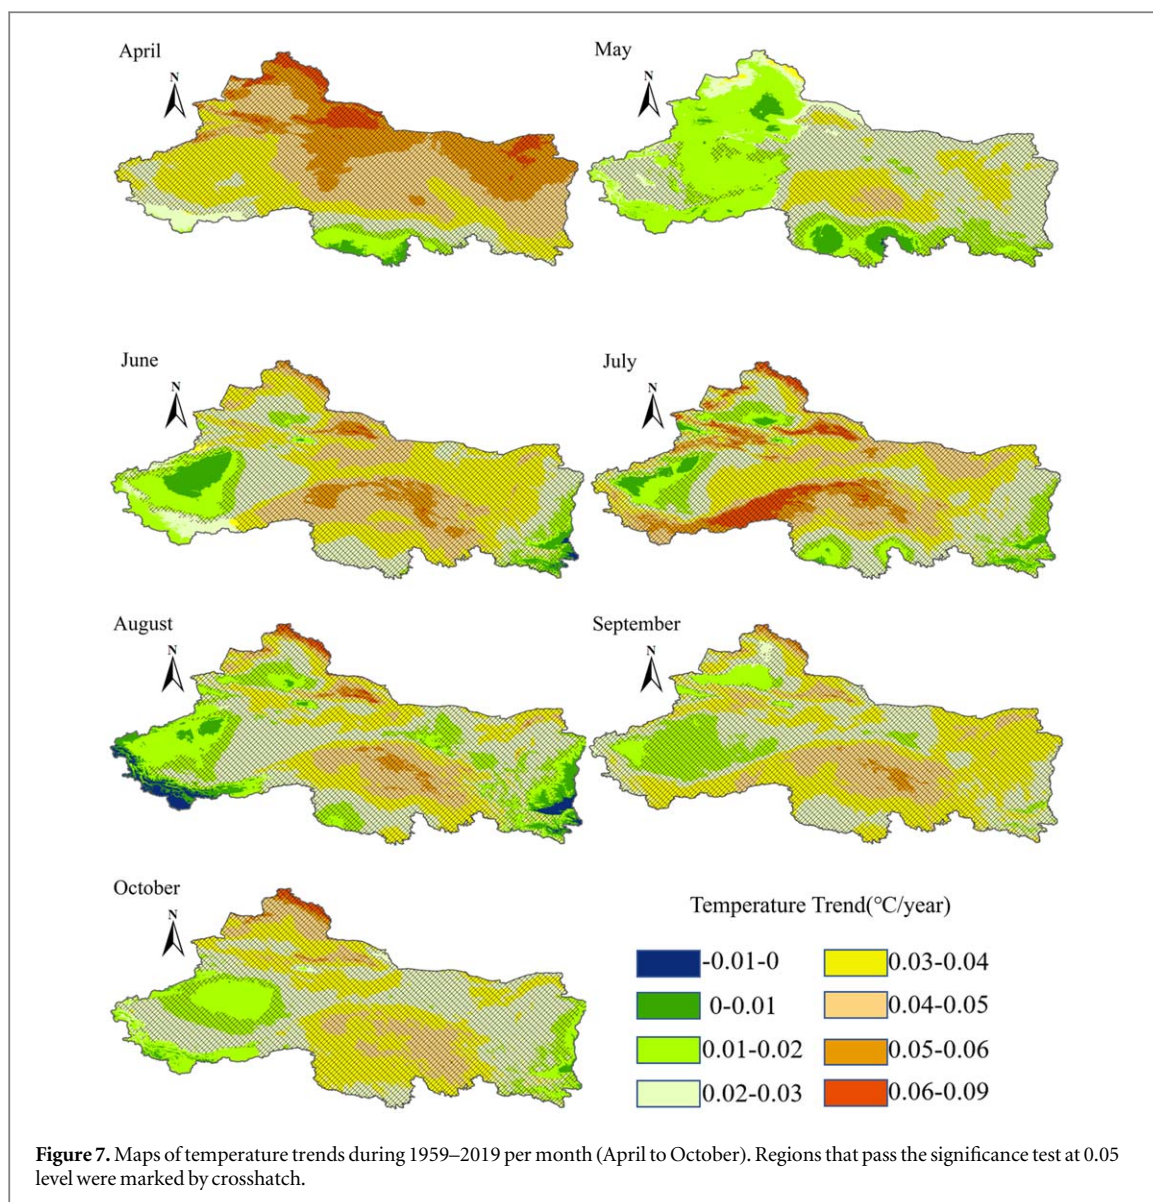 April
N
May
N
June
N
July
N
August
N
September
N
October
N
Temperature Trend(°C/year)
-0.01-0
0-0.01
0.01-0.02
0.02-0.03
0.03-0.04
0.04-0.05
0.05-0.06
0.06-0.09
Figure 7. Maps of temperature trends during 1959–2019 per month (April to October). Regions that pass the significance test at 0.05
level were marked by crosshatch.